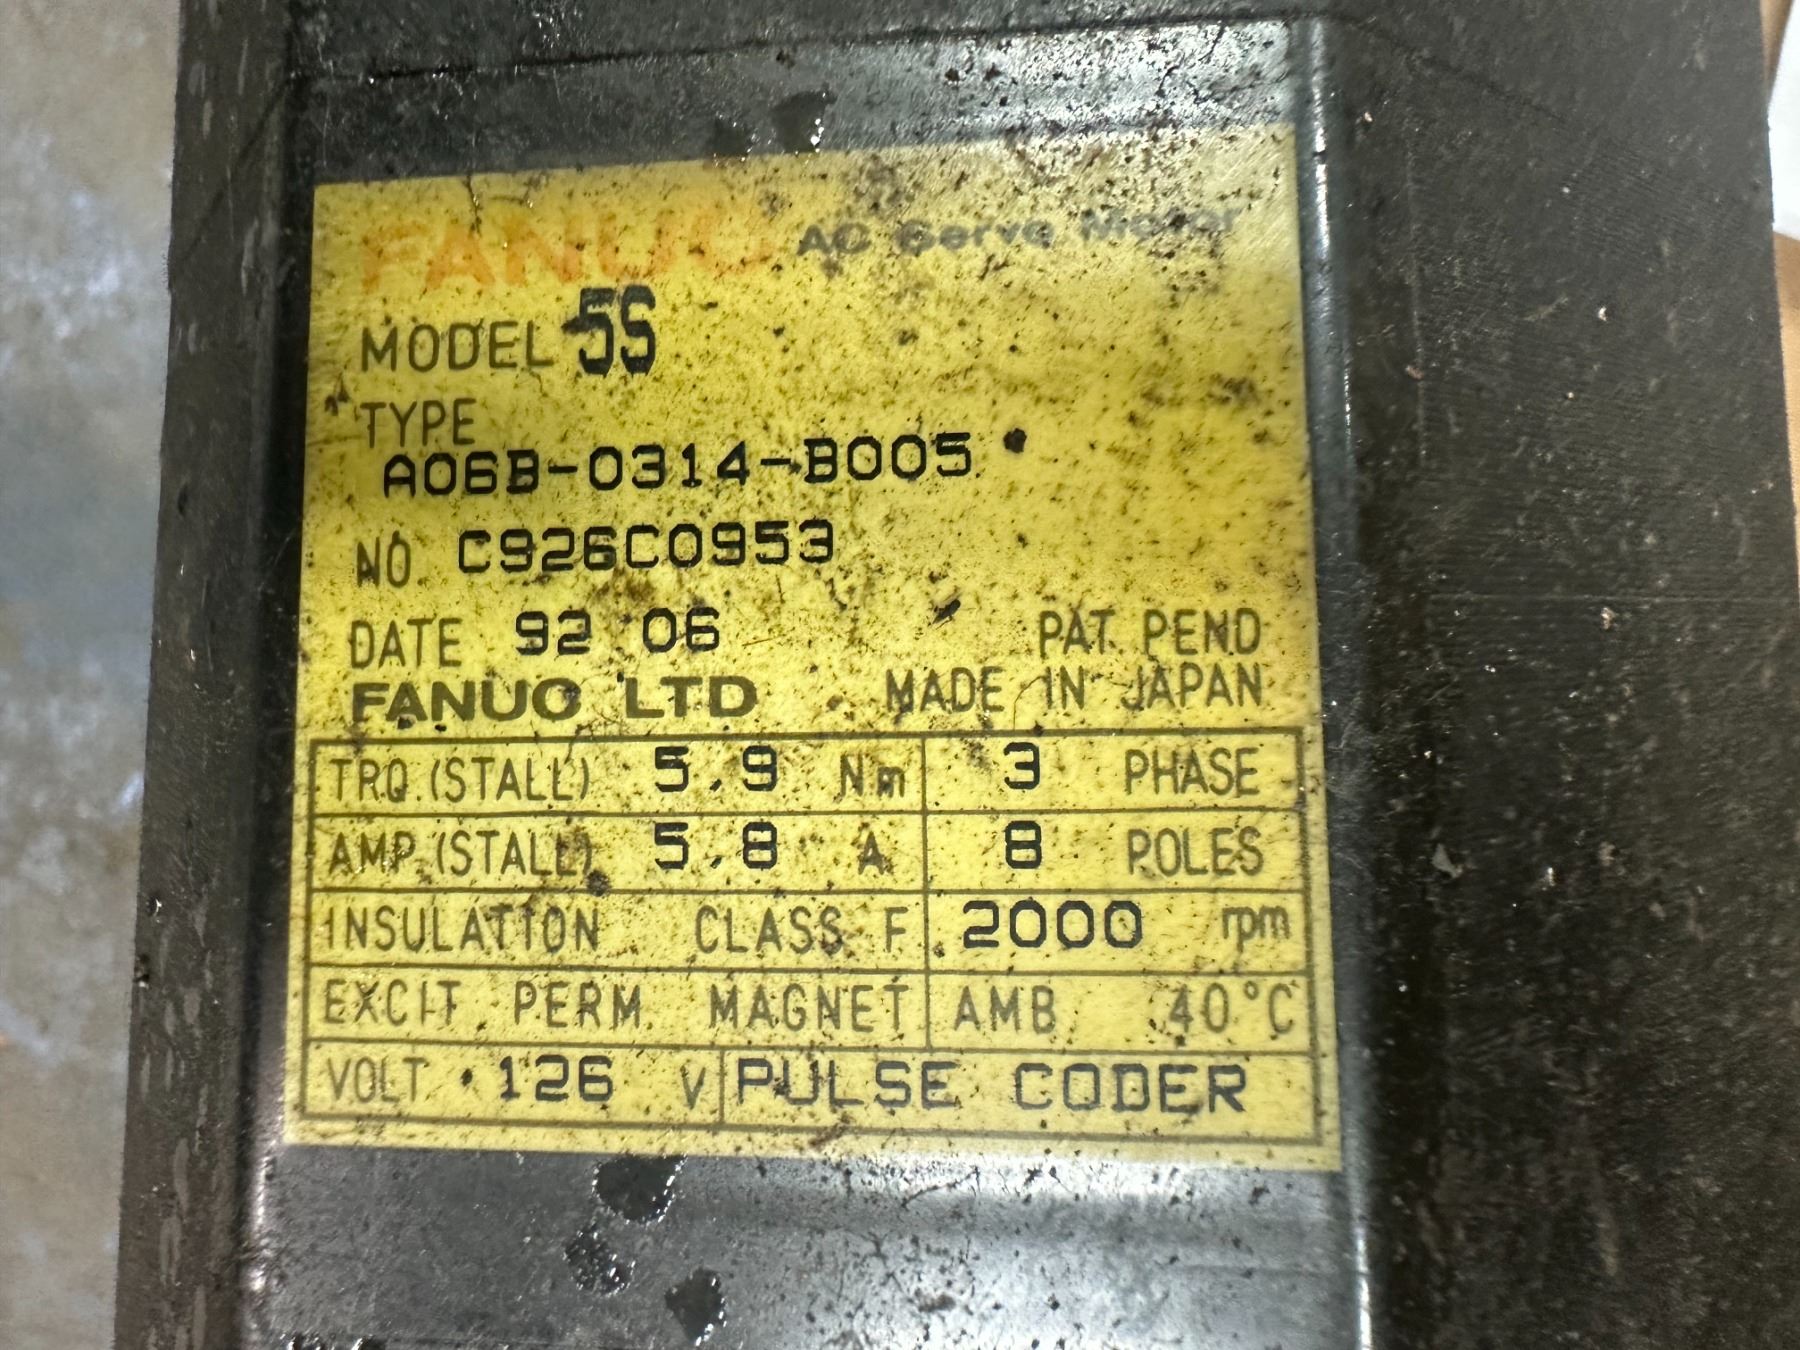 FANUC AC Servo Motor
MODEL 5S
TYPE
A06B-0314-B005
NO. C926C0953
DATE 92 06 PAT. PEND
FANUC LTD MADE IN JAPAN
TRQ.(STALL) 5.9 Nm 3 PHASE
AMP.(STALL) 5.8 A 8 POLES
INSULATION CLASS F 2000 rpm
EXCIT. PERM. MAGNET AMB. 40°C
VOLT. 126 V PULSE CODER